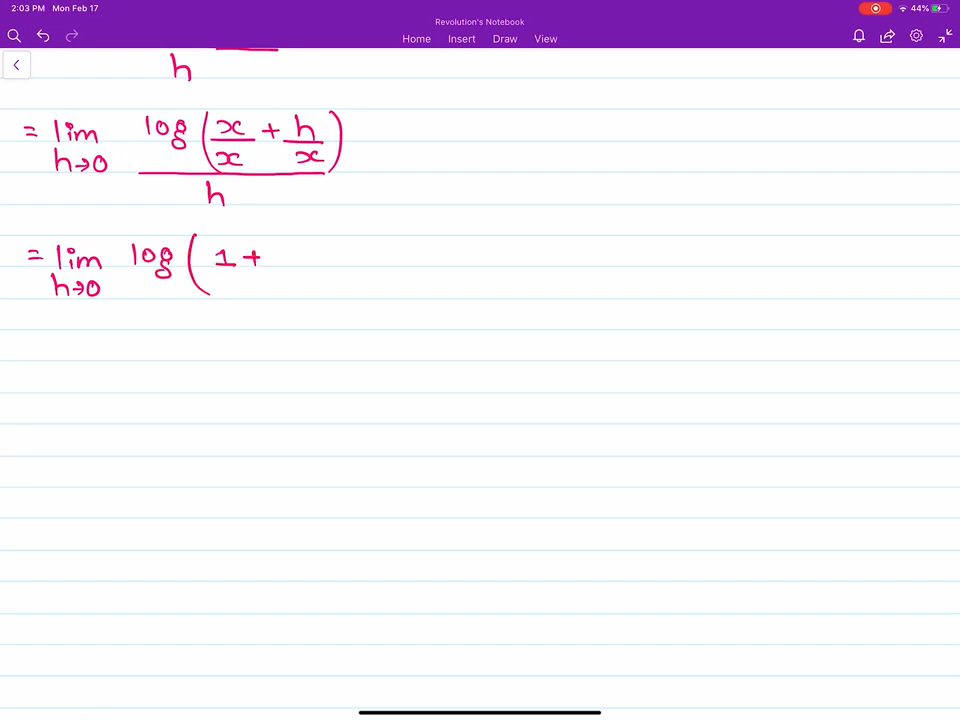 2:03 PM Mon Feb 17 44%
Revolution's Notebook
Home Insert Draw View
h
= lim log (x/x + h/x)
h→0 h
= lim log ( 1 +
h→0